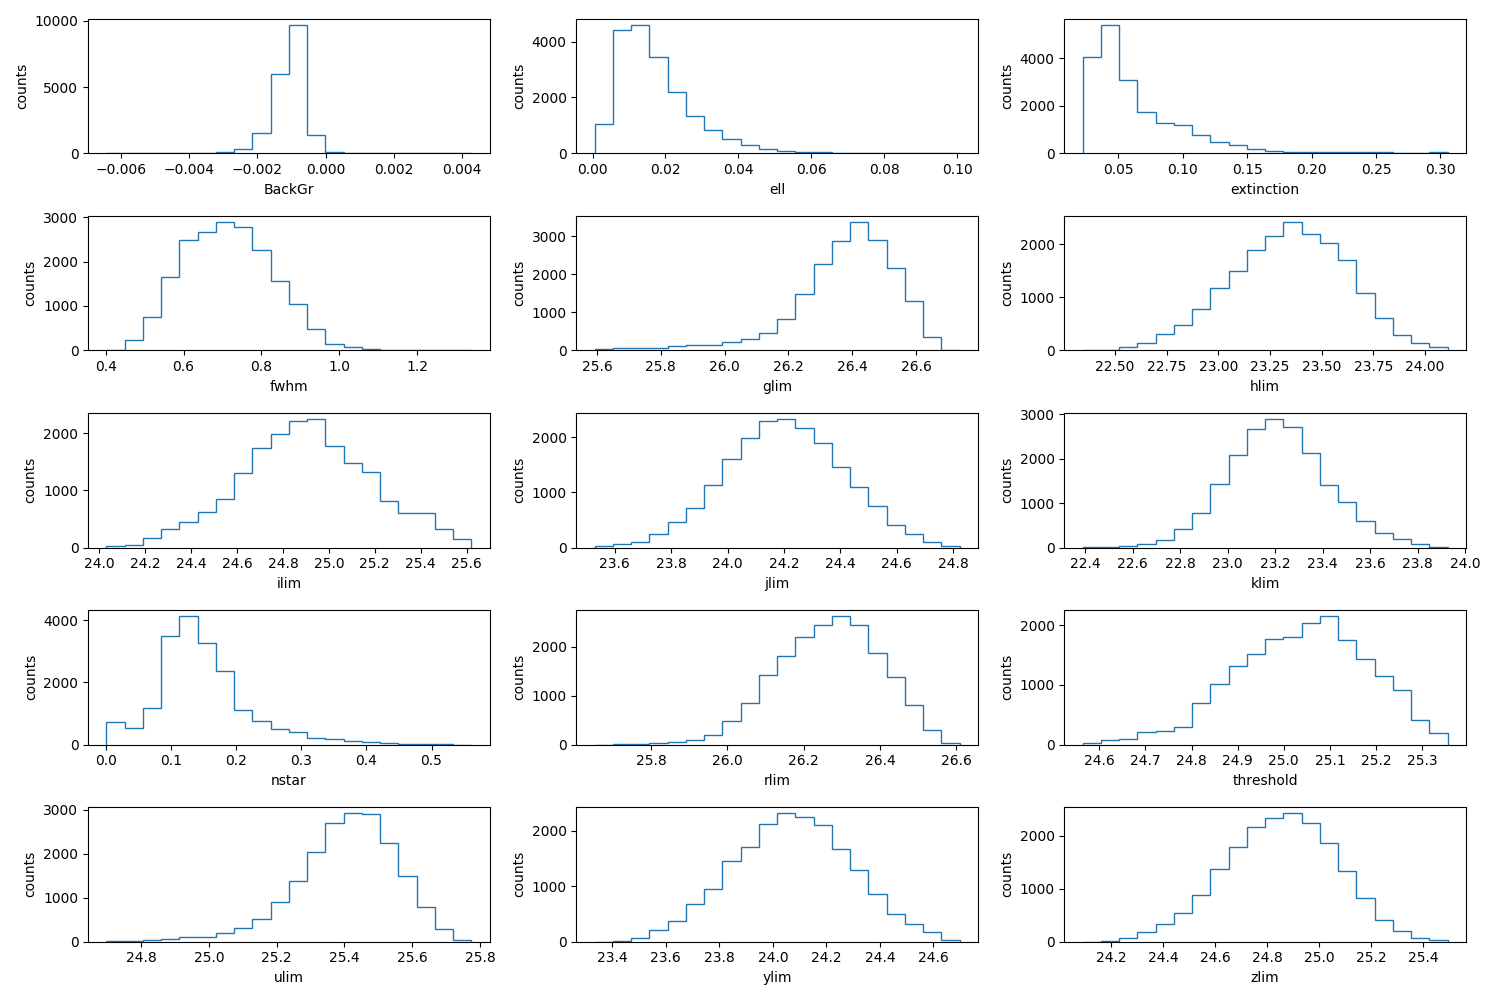 counts
10000
5000
0
−0.006 −0.004 −0.002 0.000 0.002 0.004
BackGr
counts
4000
2000
0
0.00 0.02 0.04 0.06 0.08 0.10
ell
counts
4000
2000
0
0.05 0.10 0.15 0.20 0.25 0.30
extinction
counts
3000
2000
1000
0
0.4 0.6 0.8 1.0 1.2
fwhm
counts
3000
2000
1000
0
25.6 25.8 26.0 26.2 26.4 26.6
glim
counts
2000
1000
0
22.50 22.75 23.00 23.25 23.50 23.75 24.00
hlim
counts
2000
1000
0
24.0 24.2 24.4 24.6 24.8 25.0 25.2 25.4 25.6
ilim
counts
2000
1000
0
23.6 23.8 24.0 24.2 24.4 24.6 24.8
jlim
counts
3000
2000
1000
0
22.4 22.6 22.8 23.0 23.2 23.4 23.6 23.8 24.0
klim
counts
4000
2000
0
0.0 0.1 0.2 0.3 0.4 0.5
nstar
counts
2000
1000
0
25.8 26.0 26.2 26.4 26.6
rlim
counts
2000
1000
0
24.6 24.7 24.8 24.9 25.0 25.1 25.2 25.3
threshold
counts
3000
2000
1000
0
24.8 25.0 25.2 25.4 25.6 25.8
ulim
counts
2000
1000
0
23.4 23.6 23.8 24.0 24.2 24.4 24.6
ylim
counts
2000
1000
0
24.2 24.4 24.6 24.8 25.0 25.2 25.4
zlim